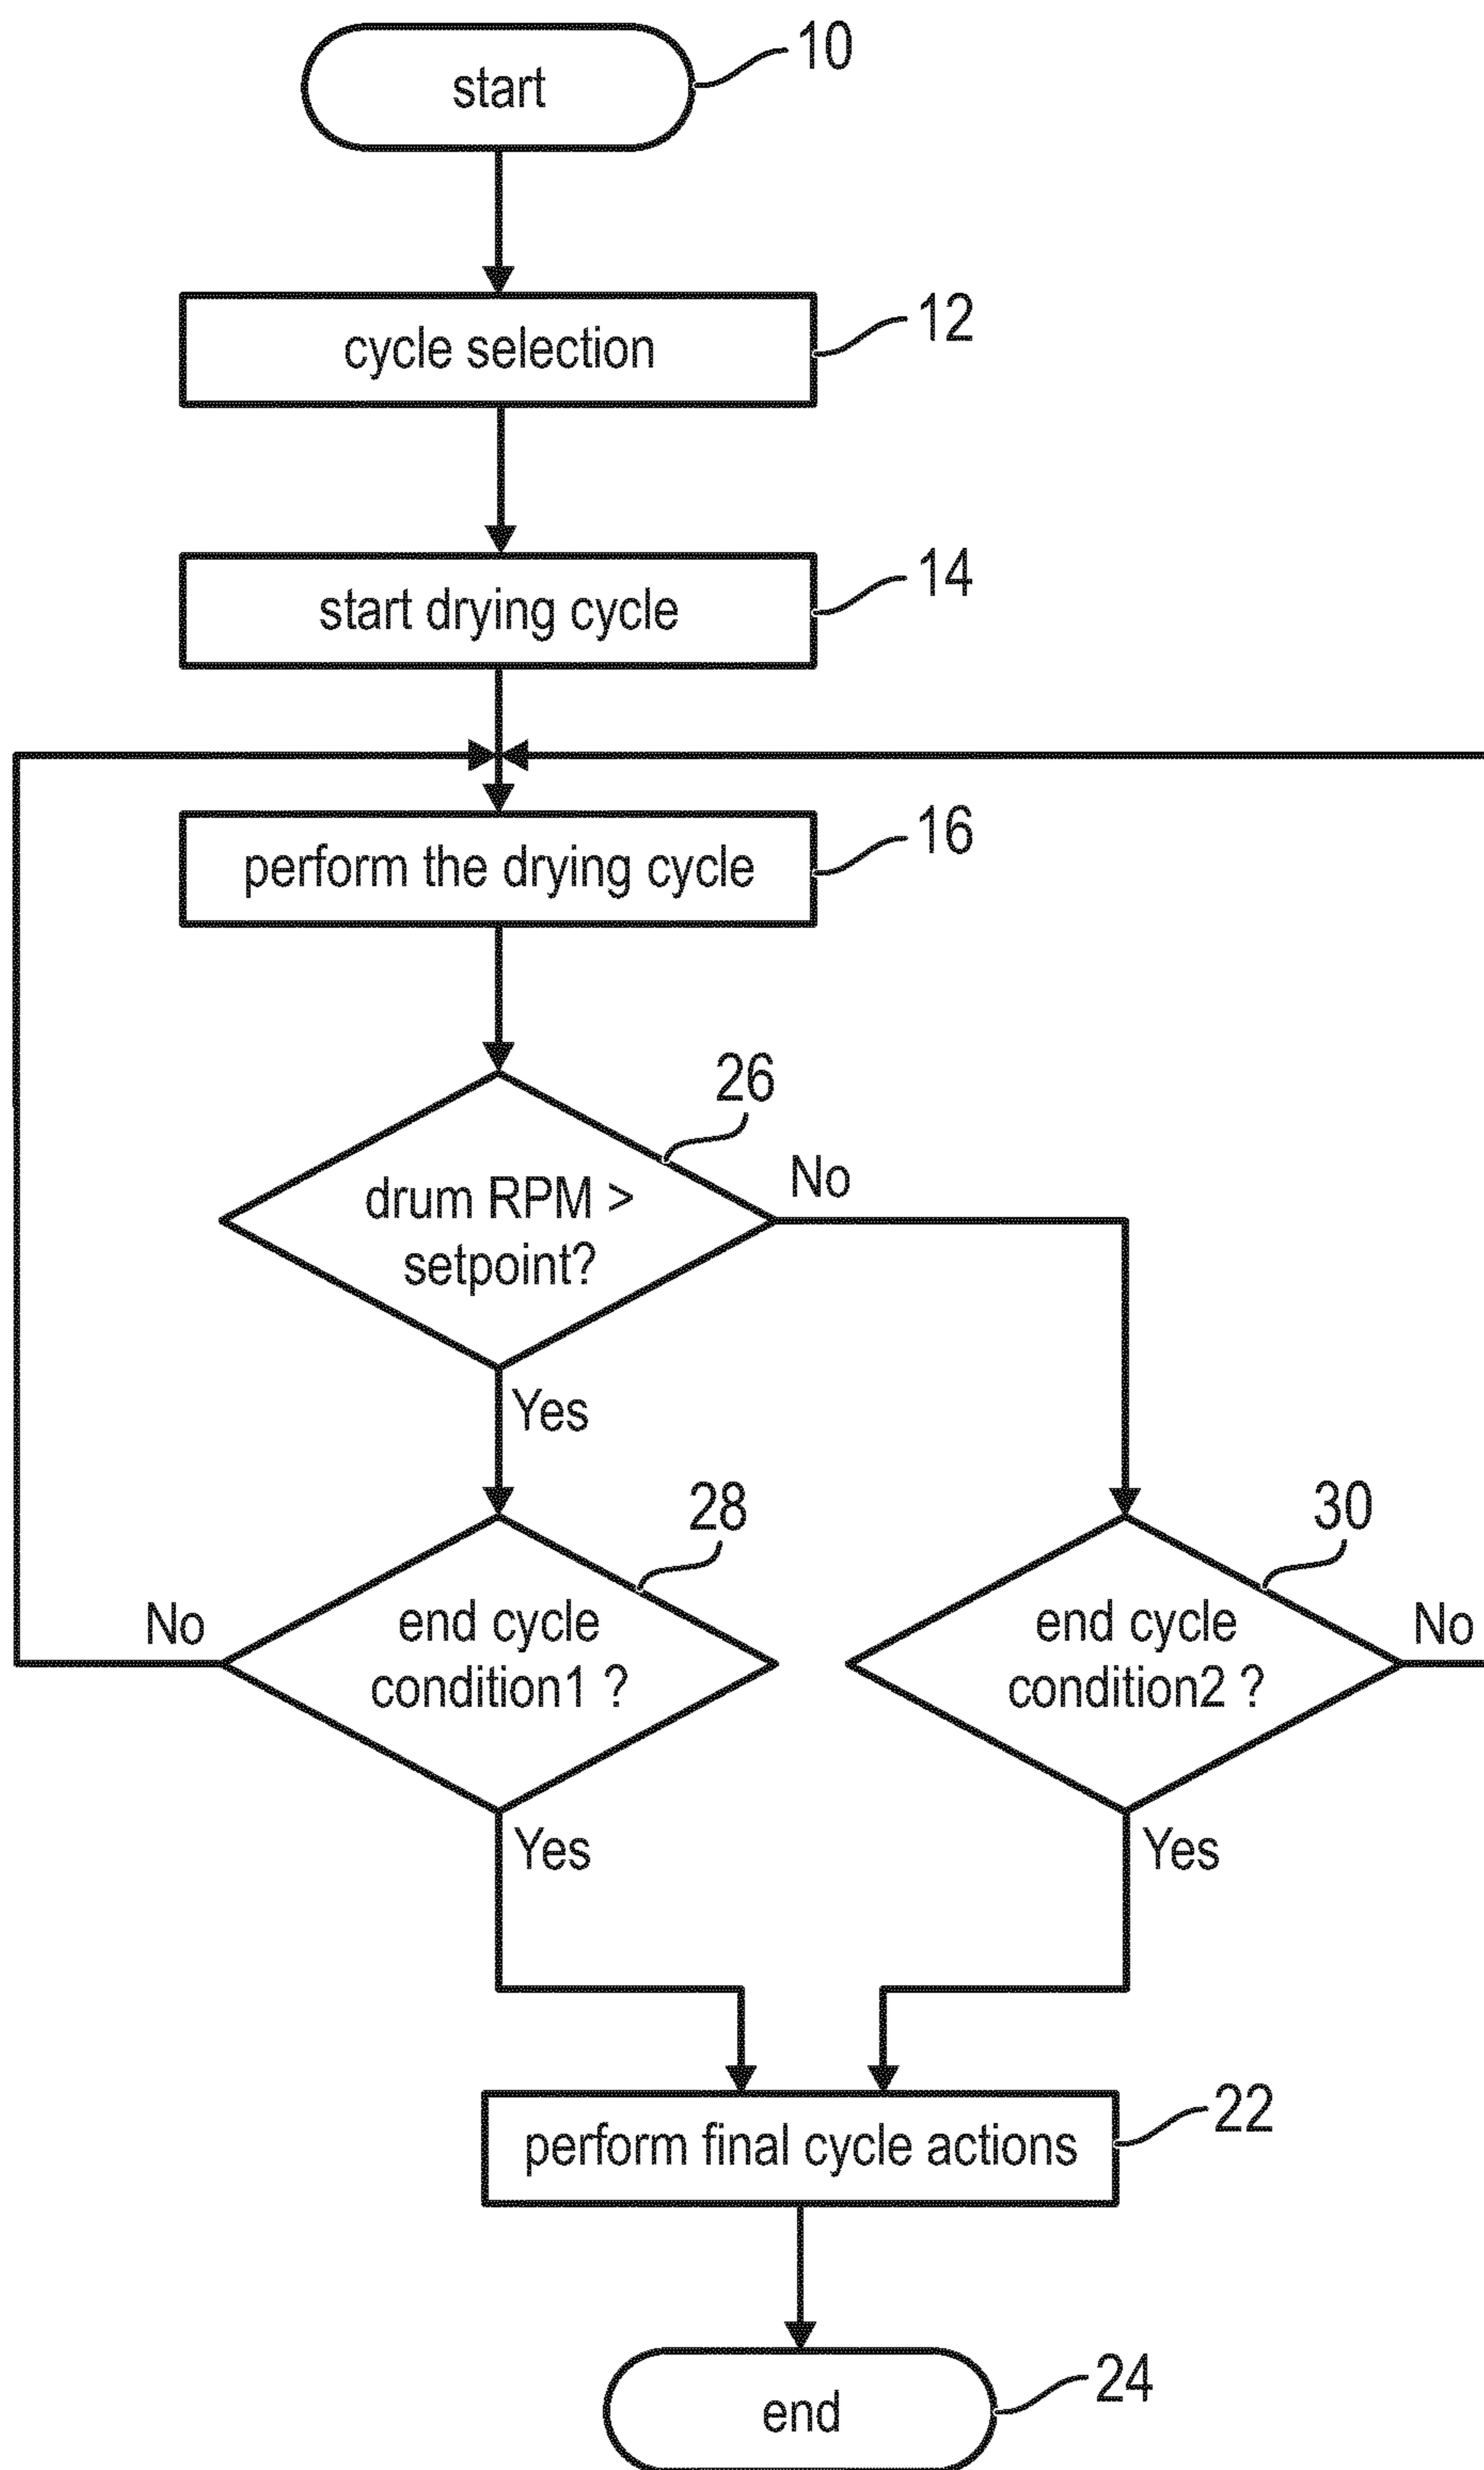 start
10
cycle selection
12
start drying cycle
14
perform the drying cycle
16
26
drum RPM >
setpoint?
No
Yes
28
30
end cycle
condition1 ?
No
end cycle
condition2 ?
No
Yes
Yes
perform final cycle actions
22
end
24